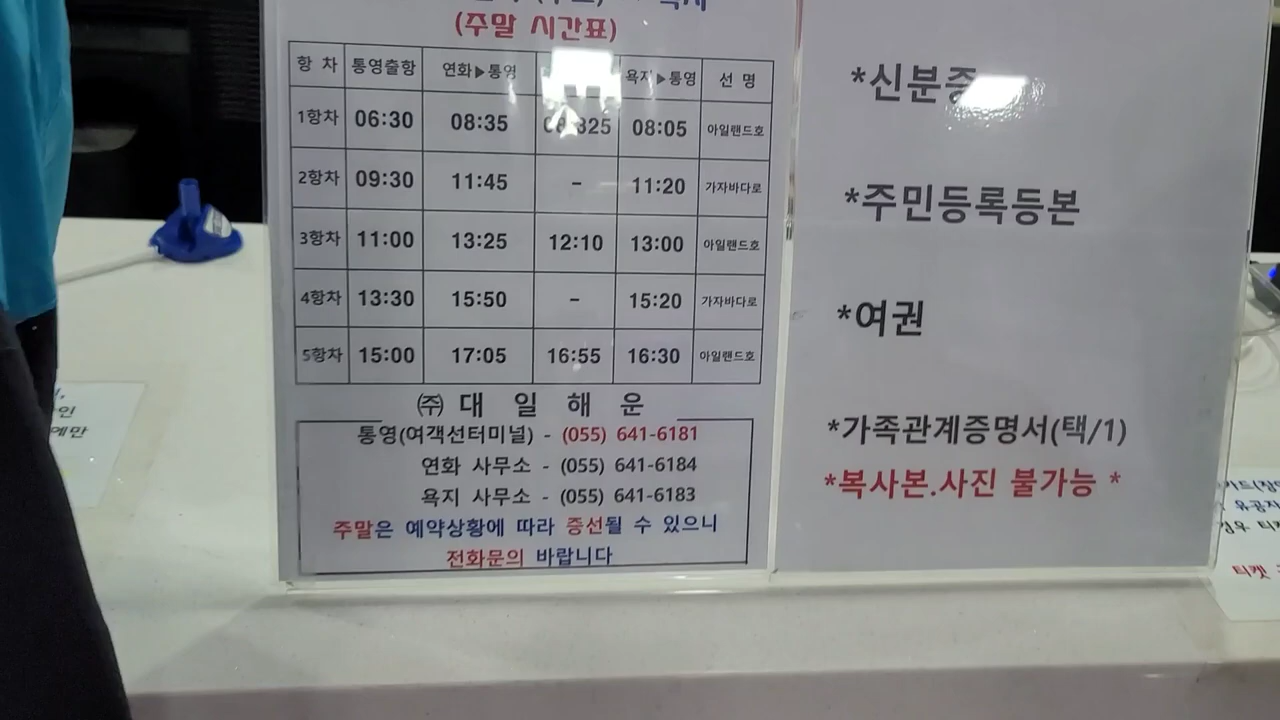 (주말 시간표)
항 차 통영출항 연화▶통영 욕지▶통영 선 명
1항차 06:30 08:35 08:05 아일랜드호
2항차 09:30 11:45 - 11:20 가자바다로
3항차 11:00 13:25 12:10 13:00 아일랜드호
4항차 13:30 15:50 - 15:20 가자바다로
5항차 15:00 17:05 16:55 16:30 아일랜드호
㈜ 대 일 해 운
통영(여객선터미널) - (055) 641-6181
연화 사무소 - (055) 641-6184
욕지 사무소 - (055) 641-6183
주말은 예약상황에 따라 증선될 수 있으니
전화문의 바랍니다
*신분증
*주민등록등본
*여권
*가족관계증명서(택/1)
*복사본.사진 불가능 *
유공자
티켓